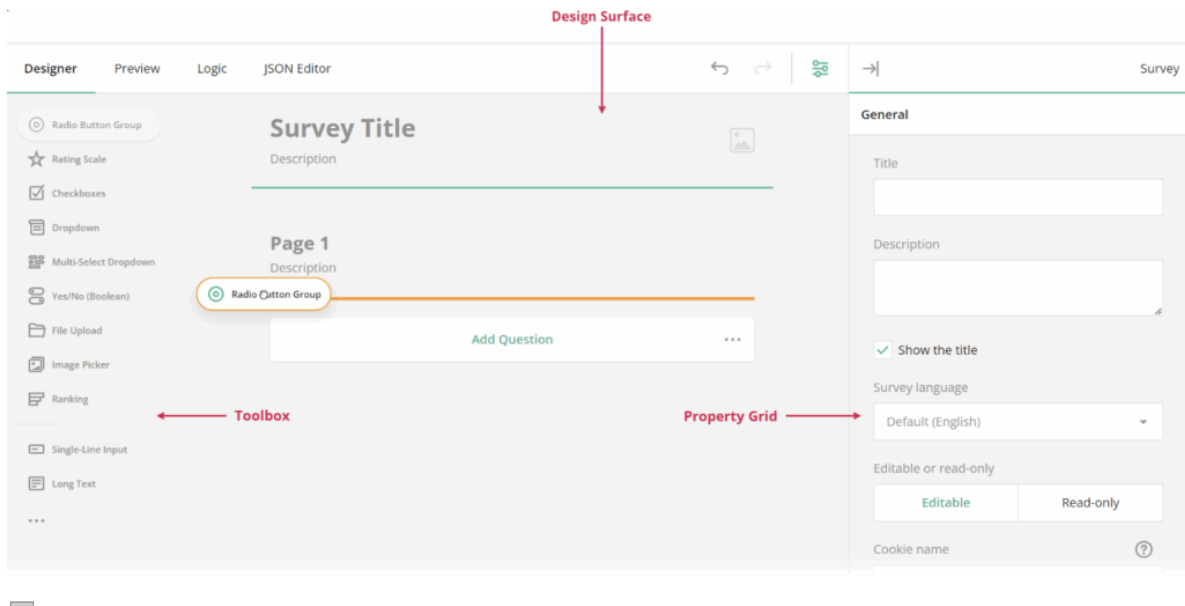 Design Surface
Designer Preview Logic JSON Editor
Survey
Radio Button Group
Rating Scale
Checkboxes
Dropdown
Multi-Select Dropdown
Yes/No (Boolean)
File Upload
Image Picker
Ranking
Single-Line Input
Long Text
Toolbox
Survey Title
Description
Page 1
Description
Radio Button Group
Add Question
Property Grid
General
Title
Description
Show the title
Survey language
Default (English)
Editable or read-only
Editable Read-only
Cookie name